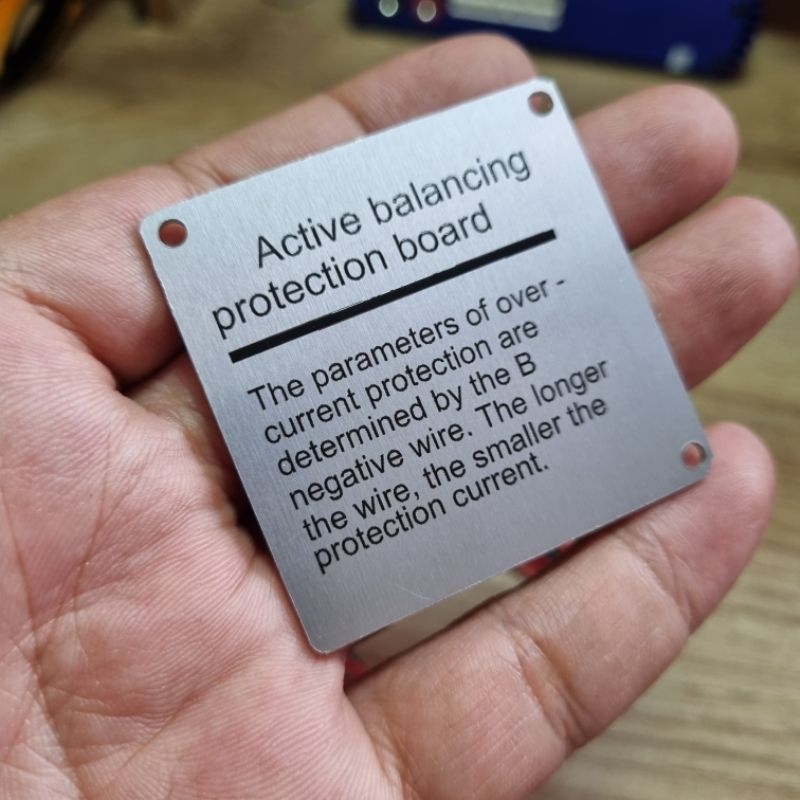 Active balancing
protection board
The parameters of over -
current protection are
determined by the B
negative wire. The longer
the wire, the smaller the
protection current.